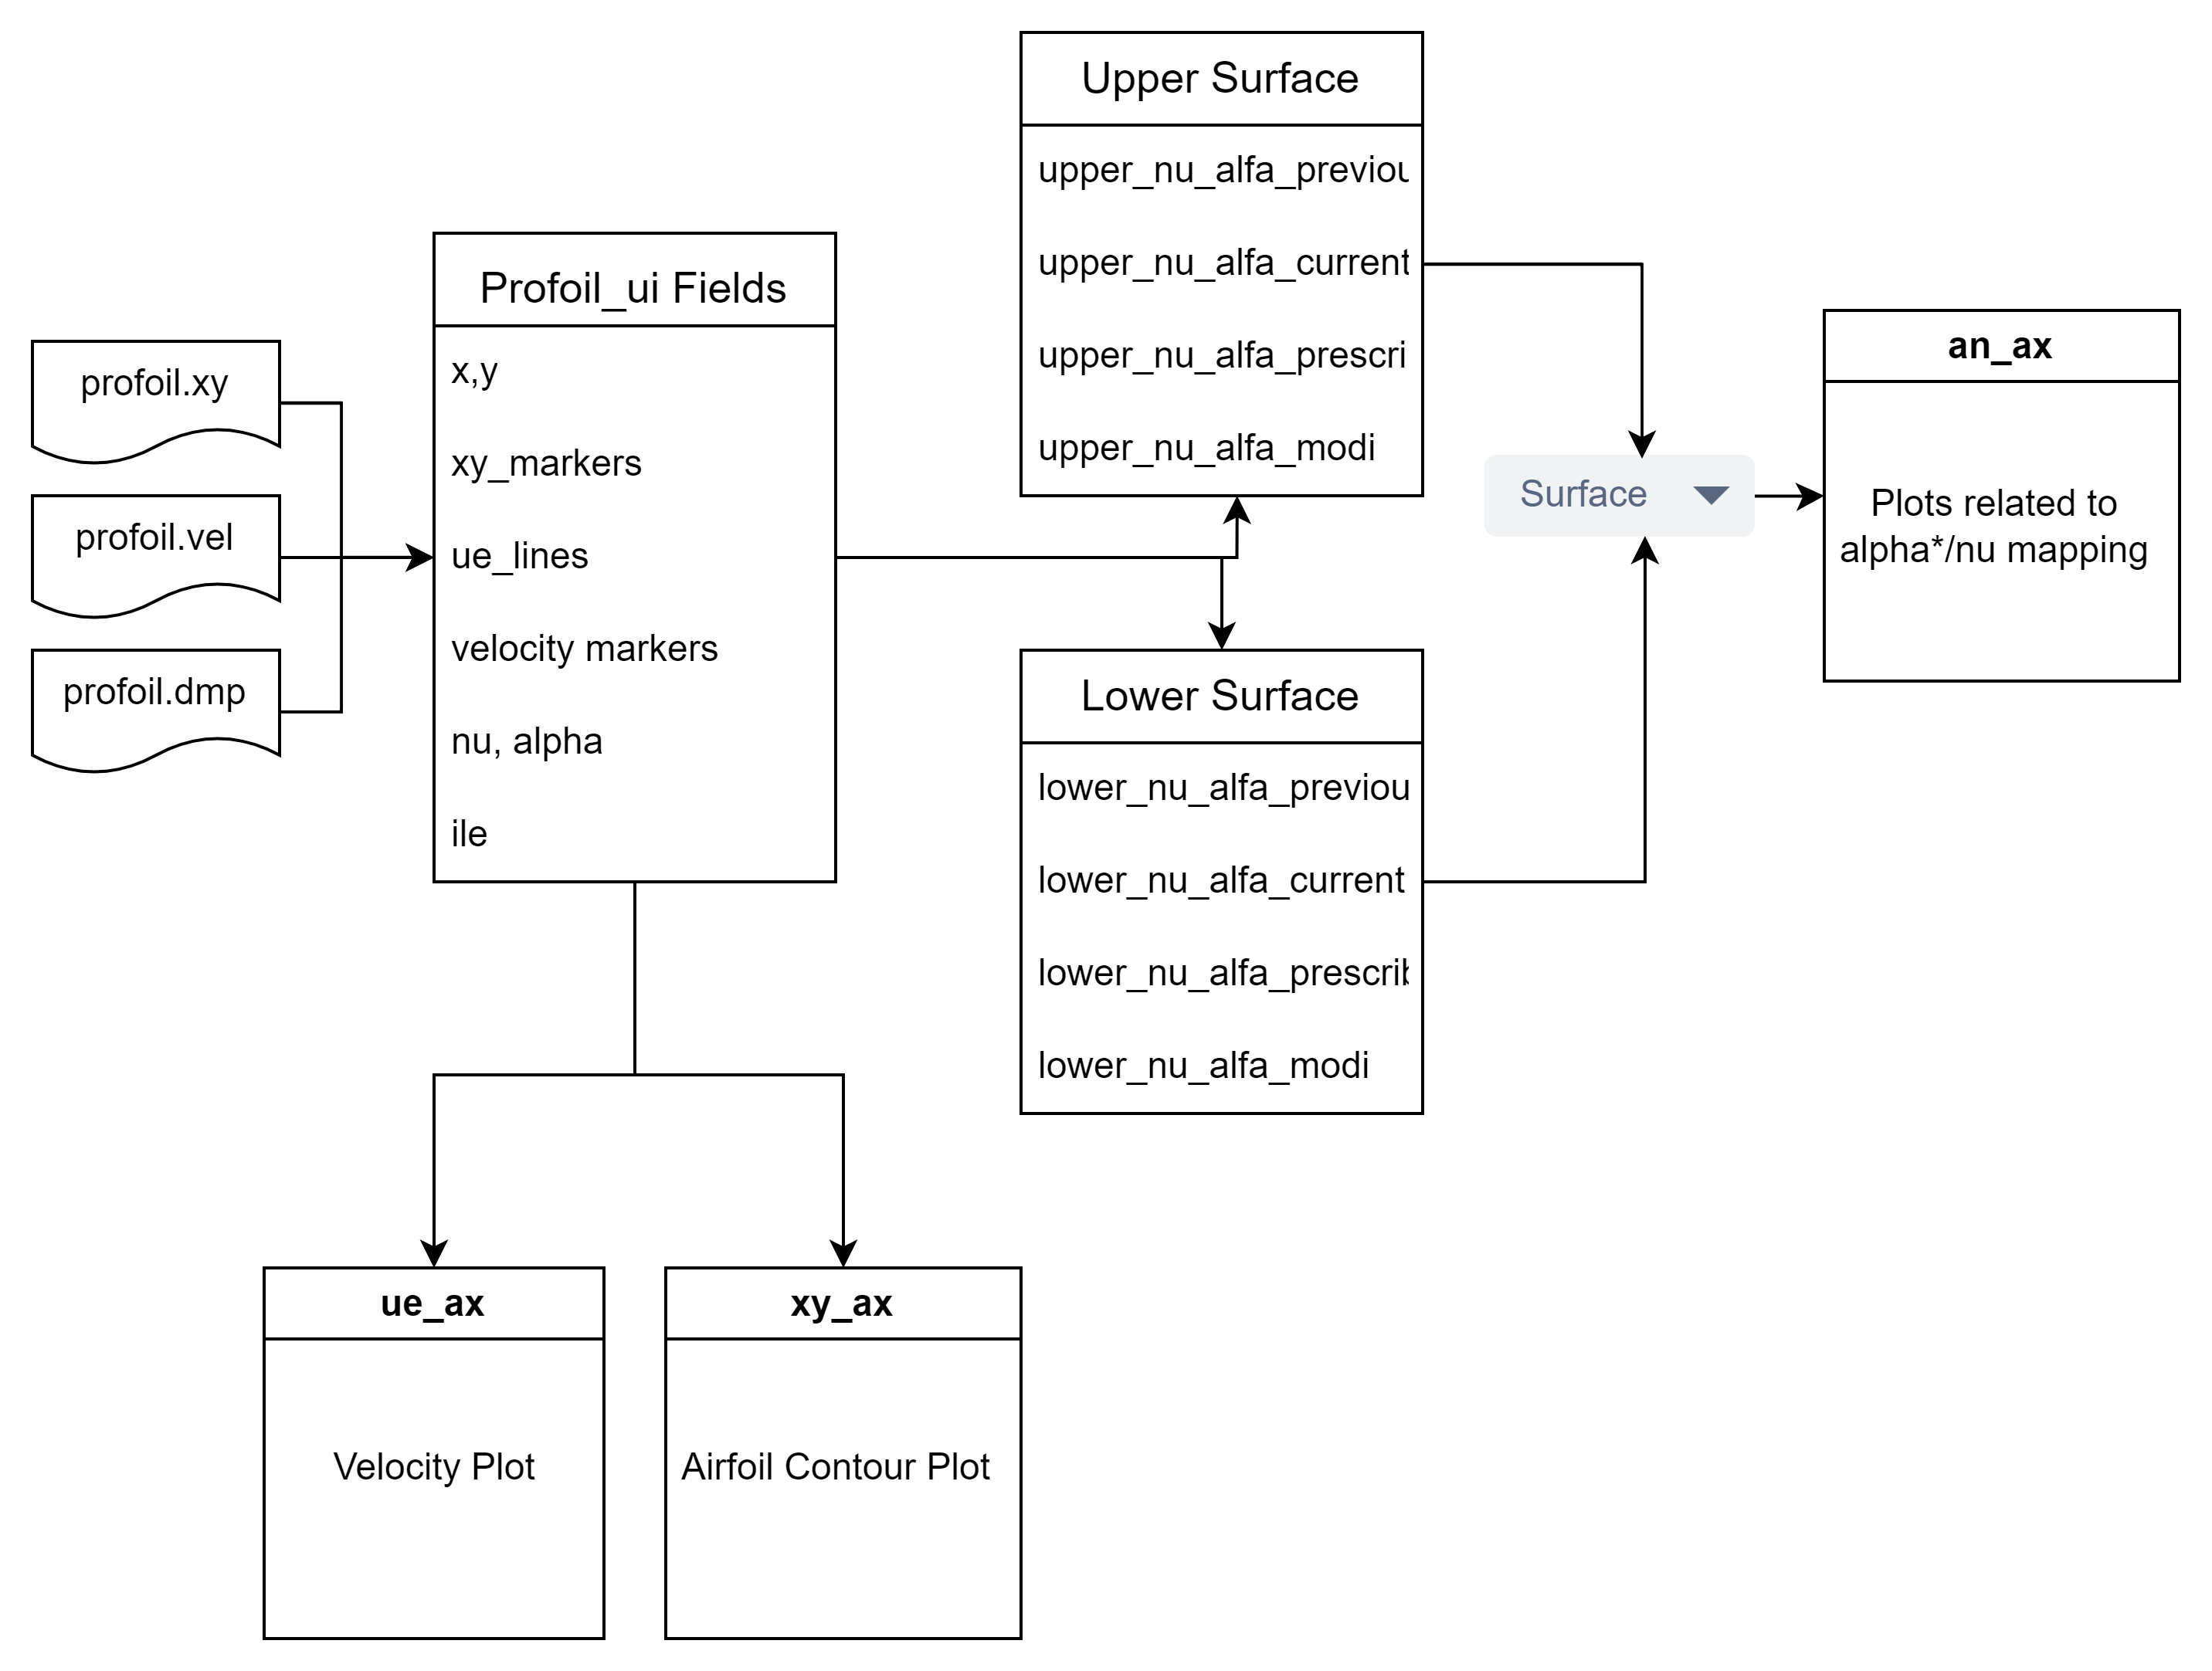 Upper Surface
upper_nu_alfa_previou
upper_nu_alfa_current
upper_nu_alfa_prescri
upper_nu_alfa_modi
Profoil_ui Fields
x,y
xy_markers
ue_lines
velocity markers
nu, alpha
ile
profoil.xy
profoil.vel
profoil.dmp
Surface
an_ax
Plots related to
alpha*/nu mapping
Lower Surface
lower_nu_alfa_previou
lower_nu_alfa_current
lower_nu_alfa_prescrib
lower_nu_alfa_modi
ue_ax
Velocity Plot
xy_ax
Airfoil Contour Plot